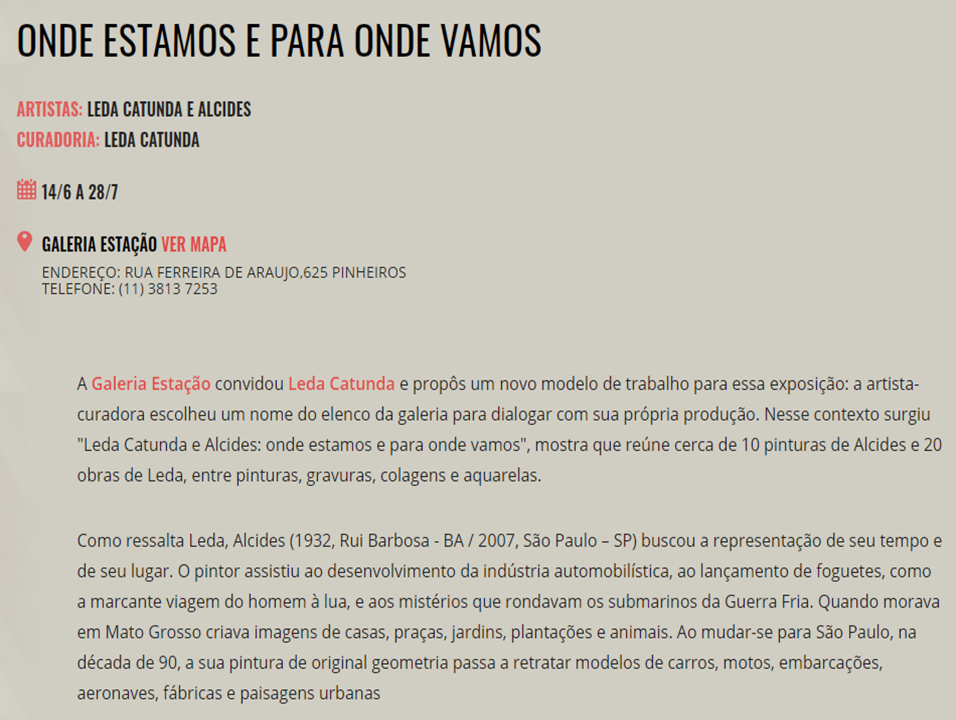 ONDE ESTAMOS E PARA ONDE VAMOS
ARTISTAS: LEDA CATUNDA E ALCIDES
CURADORIA: LEDA CATUNDA
14/6 A 28/7
GALERIA ESTAÇÃO VER MAPA
ENDEREÇO: RUA FERREIRA DE ARAUJO,625 PINHEIROS
TELEFONE: (11) 3813 7253
A Galeria Estação convidou Leda Catunda e propôs um novo modelo de trabalho para essa exposição: a artista-
curadora escolheu um nome do elenco da galeria para dialogar com sua própria produção. Nesse contexto surgiu
"Leda Catunda e Alcides: onde estamos e para onde vamos", mostra que reúne cerca de 10 pinturas de Alcides e 20
obras de Leda, entre pinturas, gravuras, colagens e aquarelas.
Como ressalta Leda, Alcides (1932, Rui Barbosa - BA / 2007, São Paulo – SP) buscou a representação de seu tempo e
de seu lugar. O pintor assistiu ao desenvolvimento da indústria automobilística, ao lançamento de foguetes, como
a marcante viagem do homem à lua, e aos mistérios que rondavam os submarinos da Guerra Fria. Quando morava
em Mato Grosso criava imagens de casas, praças, jardins, plantações e animais. Ao mudar-se para São Paulo, na
década de 90, a sua pintura de original geometria passa a retratar modelos de carros, motos, embarcações,
aeronaves, fábricas e paisagens urbanas